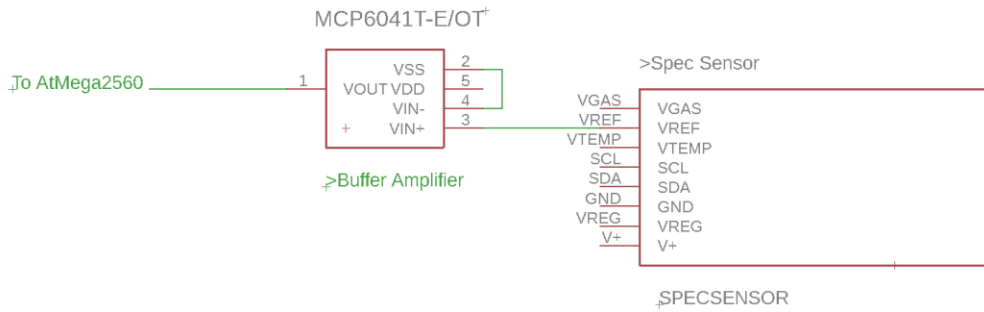 MCP6041T-E/OT
To AtMega2560
1
VOUT
VSS
VDD
VIN-
VIN+
2
5
4
3
>Buffer Amplifier
>Spec Sensor
VGAS
VREF
VTEMP
SCL
SDA
GND
VREG
V+
VGAS
VREF
VTEMP
SCL
SDA
GND
VREG
V+
SPECSENSOR